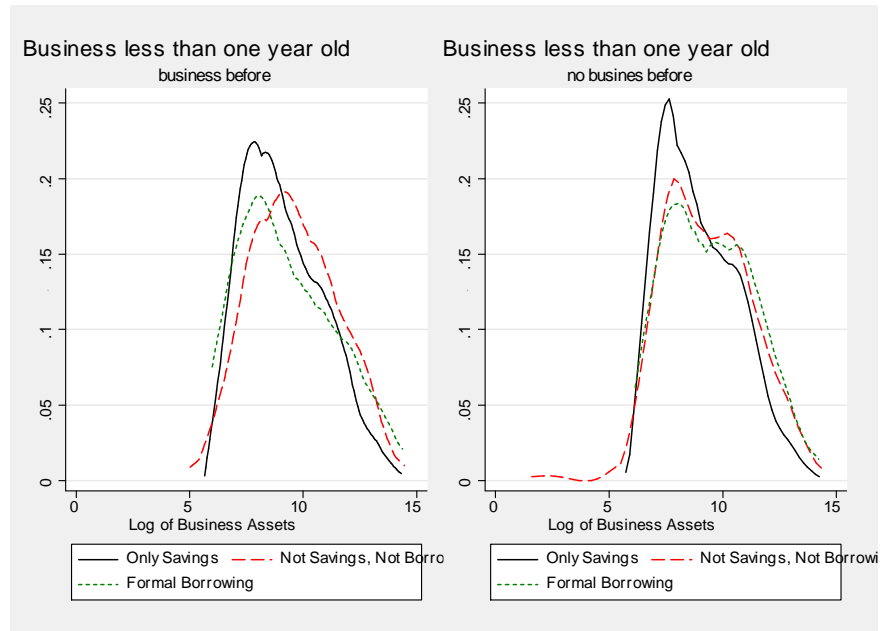 Business less than one year old
business before
.25
.2
.15
.1
.05
0
0 5 10 15
Log of Business Assets
Only Savings Not Savings, Not Borro
Formal Borrowing
Business less than one year old
no busines before
.25
.2
.15
.1
.05
0
0 5 10 15
Log of Business Assets
Only Savings Not Savings, Not Borrowi
Formal Borrowing